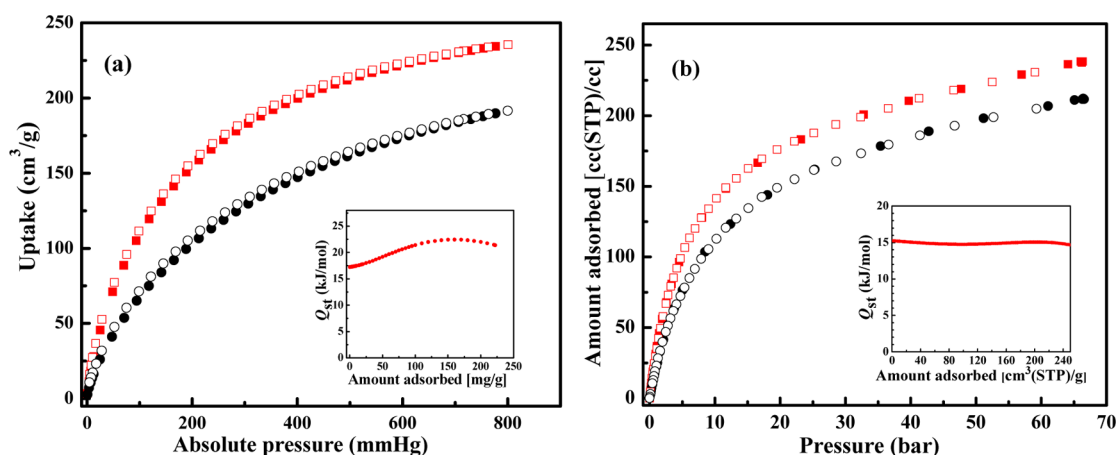 (a)
Uptake (cm³/g)
250
200
150
100
50
0
0 200 400 600 800
Absolute pressure (mmHg)
Qst (kJ/mol)
25
20
15
10
5
0
0 50 100 150 200 250
Amount adsorbed [mg/g]
(b)
Amount adsorbed [cc(STP)/cc]
250
200
150
100
50
0
0 10 20 30 40 50 60 70
Pressure (bar)
Qst (kJ/mol)
20
15
10
5
0
0 40 80 120 160 200 240
Amount adsorbed [cm³(STP)/g]